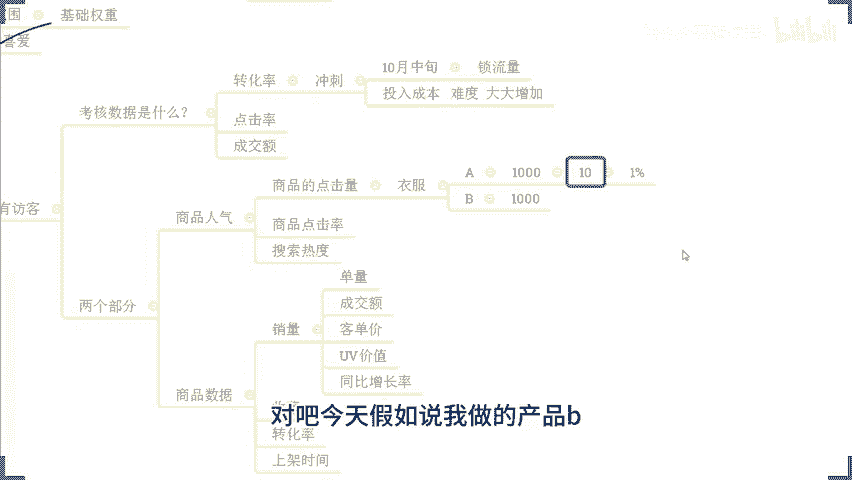 围 基础权重
喜爱
10月中旬 锁流量
转化率 冲刺
投入成本 难度 大大增加
考核数据是什么？
点击率
成交额
A 1000 10 1%
商品的点击量 衣服
B 1000
有访客
商品人气
商品点击率
搜索热度
单量
两个部分
成交额
销量 客单价
UV价值
同比增长率
商品数据
对吧今天假如说我做的产品b
转化率
上架时间